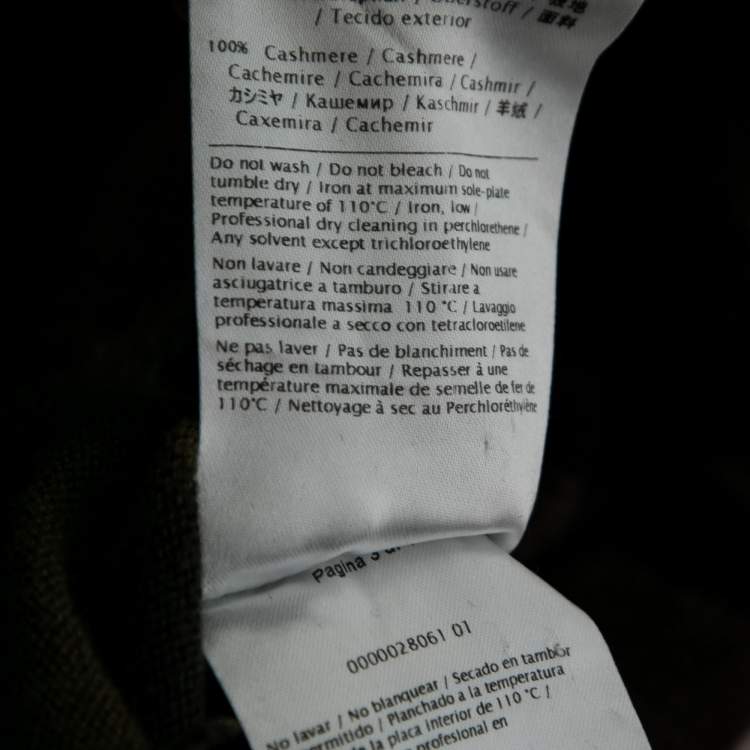 / Tecido exterior
100% Cashmere / Cashmere /
Cachemire / Cachemira / Cashmir /
カシミヤ / Кашемир / Kaschmir / 羊绒 /
Caxemira / Cachemir
Do not wash / Do not bleach / Do not
tumble dry / Iron at maximum sole-plate
temperature of 110°C / Iron, low /
Professional dry cleaning in perchlorethene /
Any solvent except trichloroethylene
Non lavare / Non candeggiare / Non usare
asciugatrice a tamburo / Stirare a
temperatura massima 110 °C / Lavaggio
professionale a secco con tetracloroetilene
Ne pas laver / Pas de blanchiment / Pas de
séchage en tambour / Repasser à une
température maximale de semelle de fer de
110°C / Nettoyage à sec au Perchloréthylène
Pagina 3
0000028061 01
No lavar / No blanquear / Secado en tambór
/ Planchado a la temperatura
la placa interior de 110 °C /
profesional en